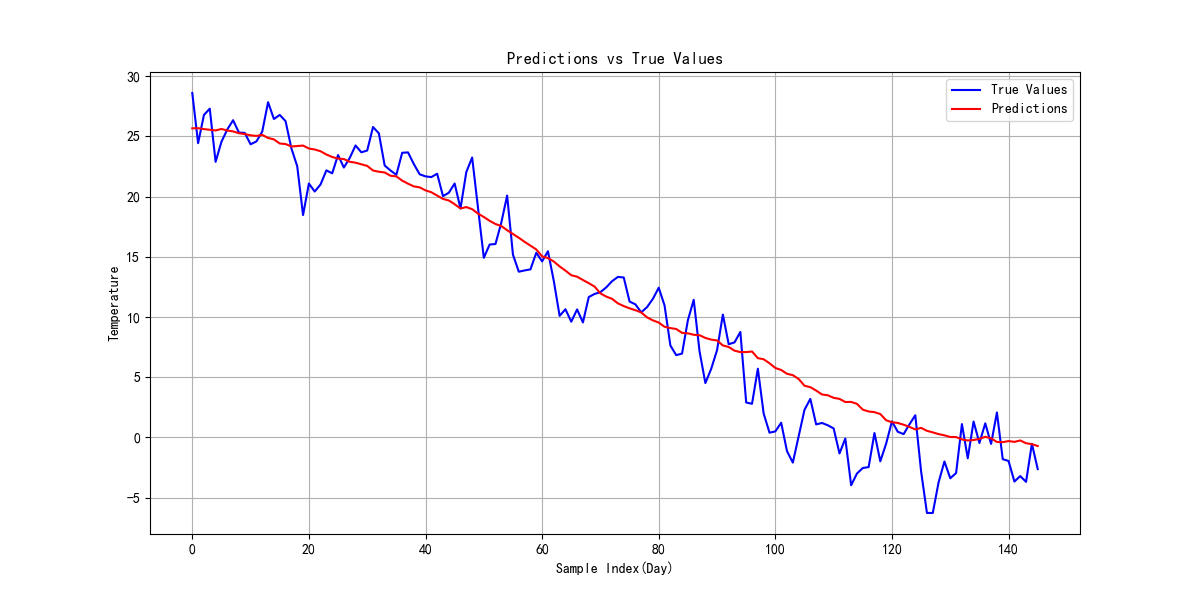 Predictions vs True Values
True Values
Predictions
30
25
20
15
10
5
0
−5
Temperature
0 20 40 60 80 100 120 140
Sample Index(Day)